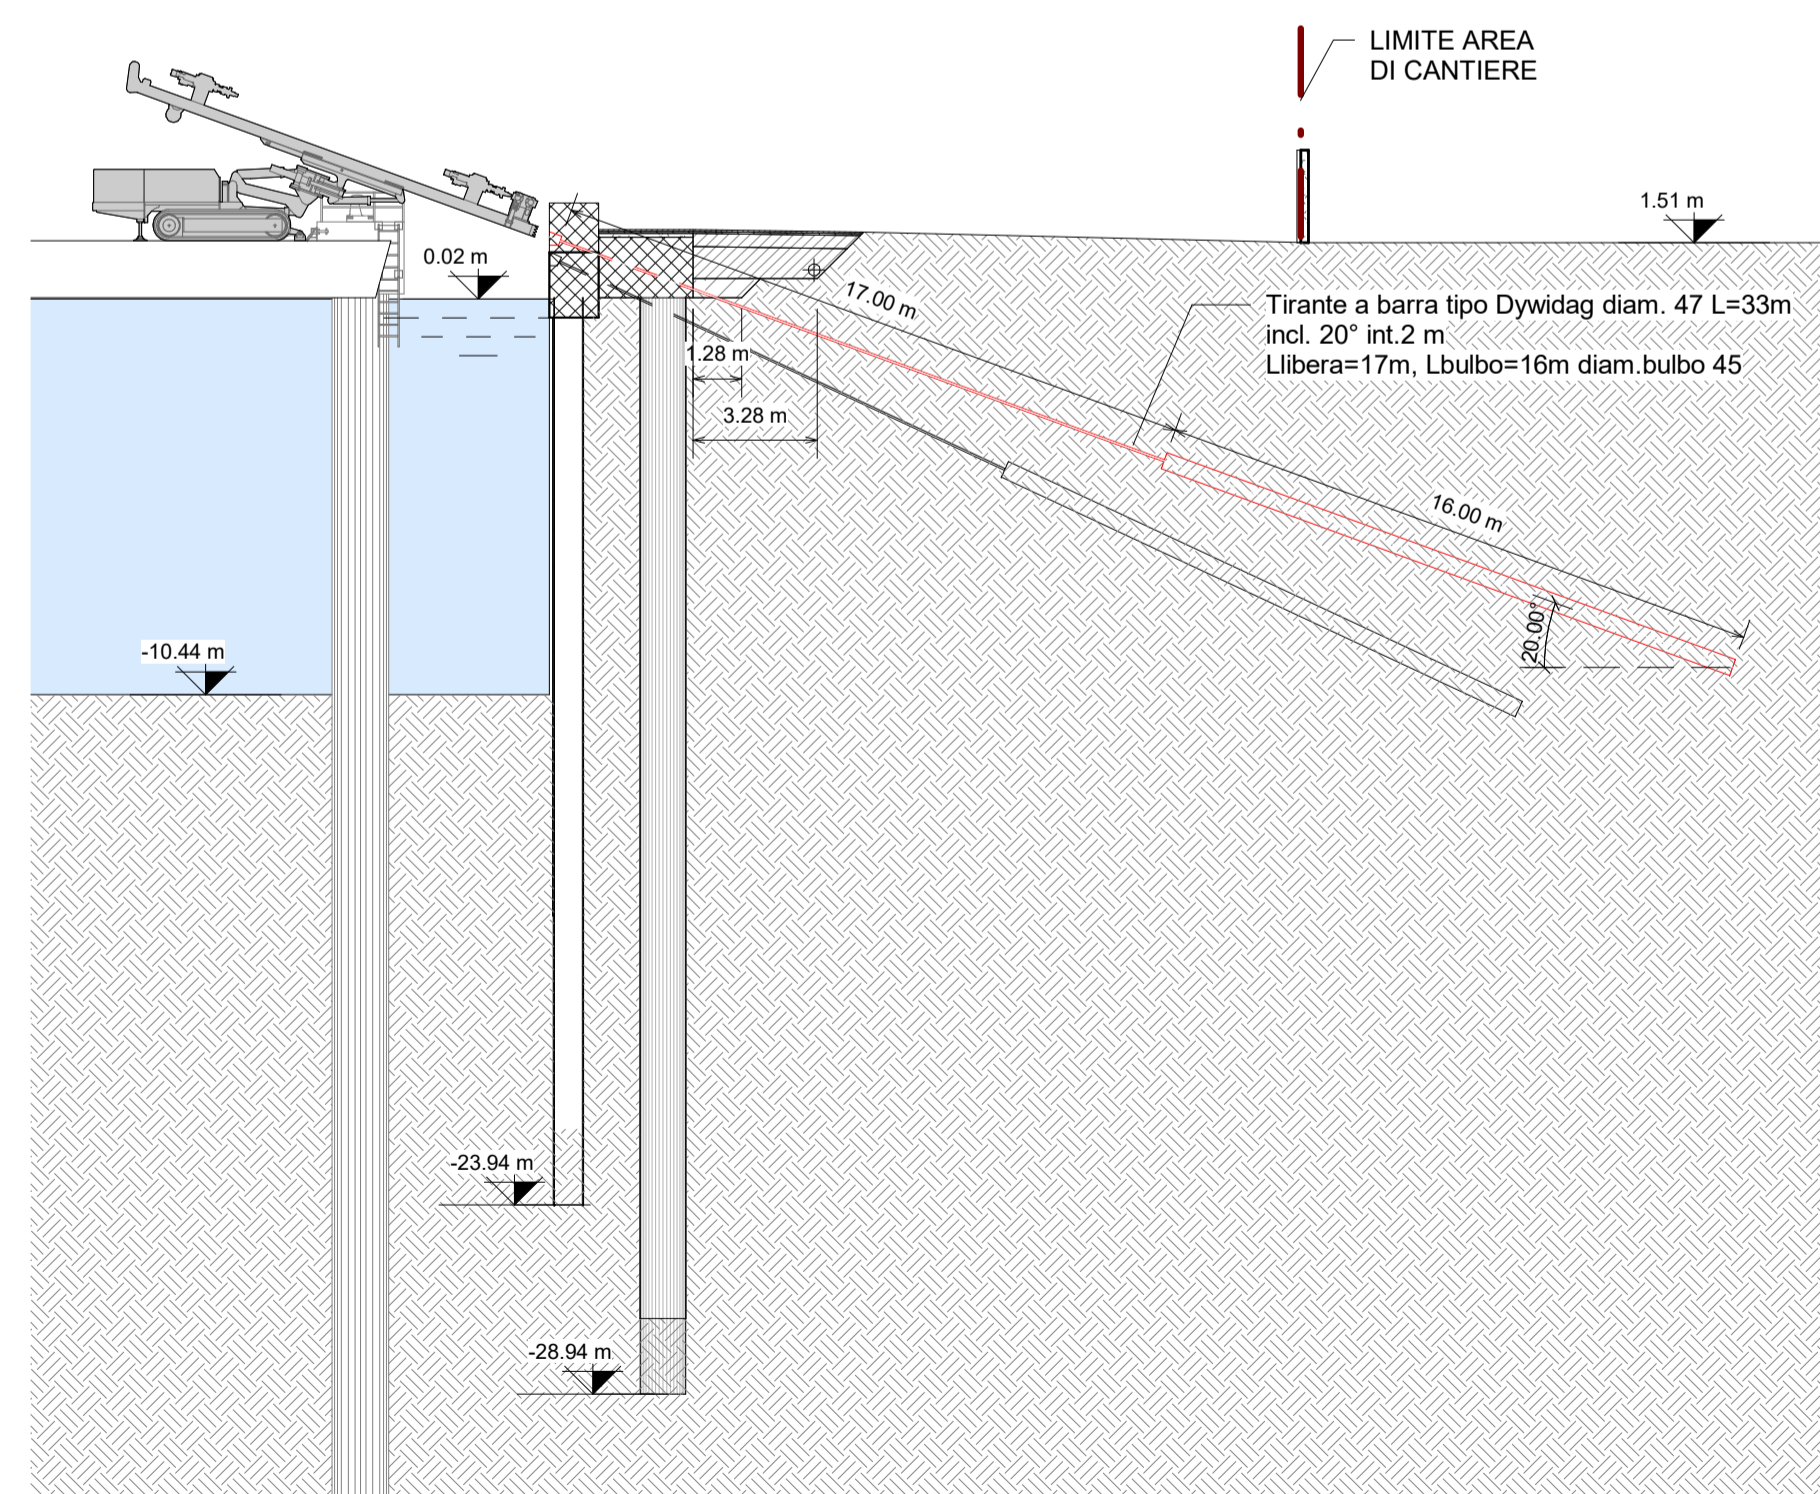 LIMITE AREA
DI CANTIERE
1.51 m
0.02 m
17.00 m
Tirante a barra tipo Dywidag diam. 47 L=33m
incl. 20° int.2 m
Llibera=17m, Lbulbo=16m diam.bulbo 45
1.28 m
3.28 m
16.00 m
20.00°
-10.44 m
-23.94 m
-28.94 m